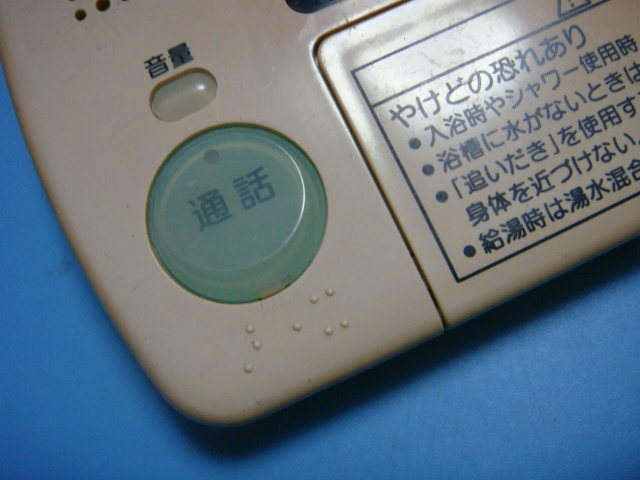 音量
通話
やけどの恐れあり
●入浴時やシャワー使用時
●浴槽に水がないときは
●「追いだき」を使用す
身体を近づけない
●給湯時は湯水混合